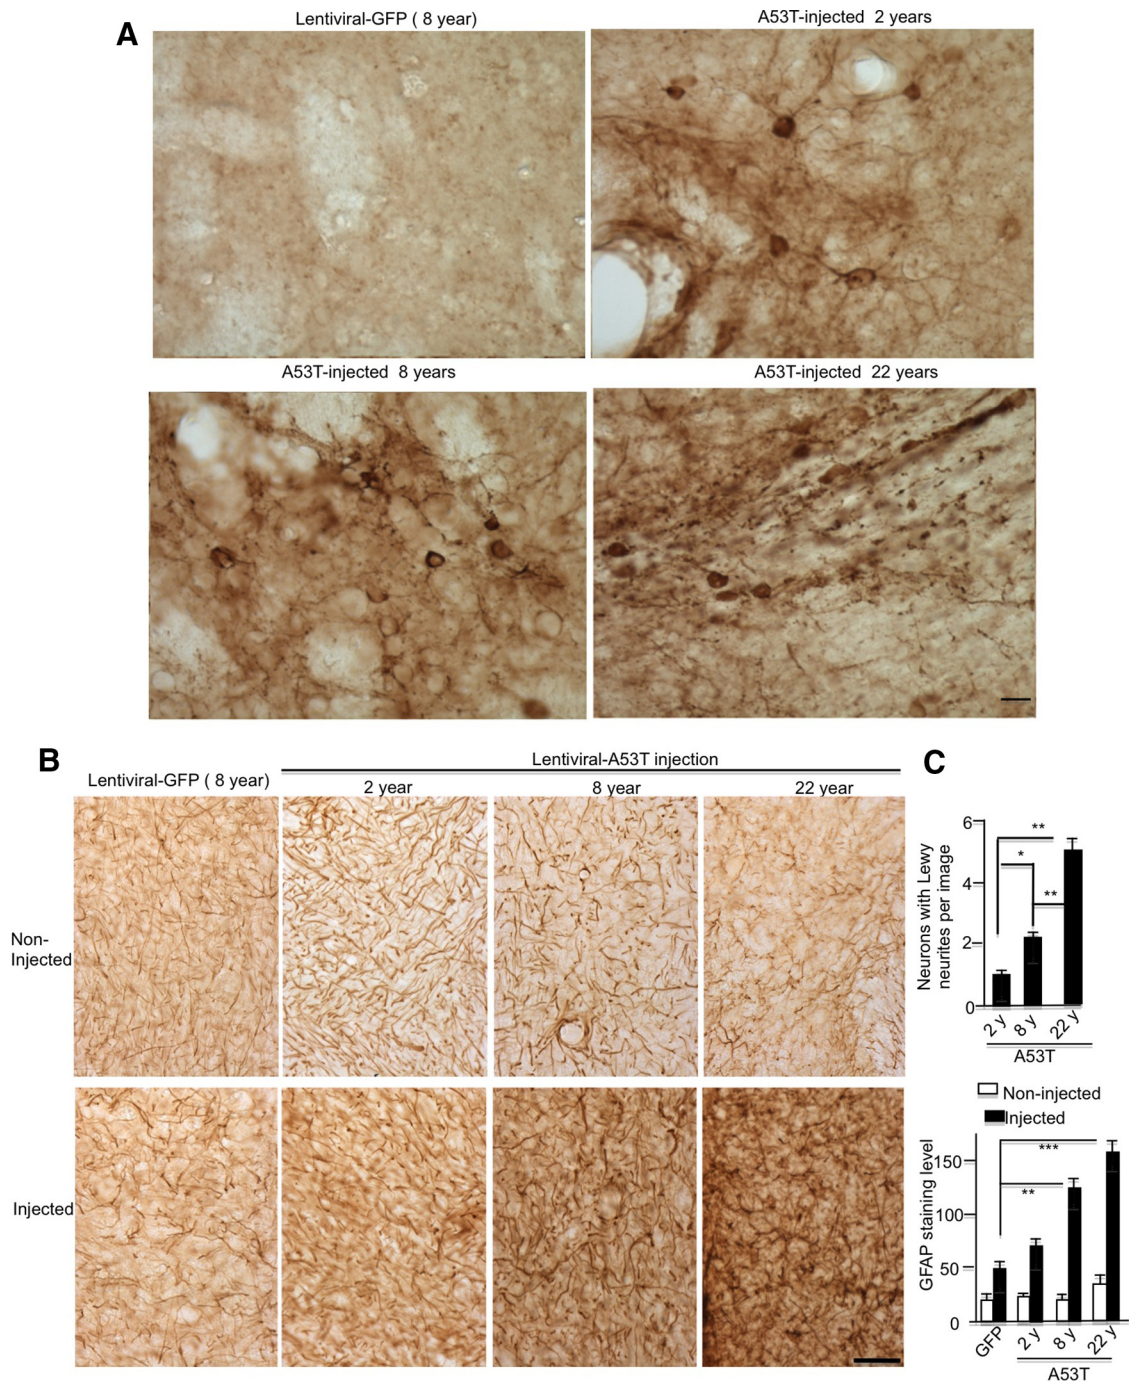 A
Lentiviral-GFP ( 8 year)
A53T-injected 2 years
A53T-injected 8 years
A53T-injected 22 years
B
Lentiviral-A53T injection
Lentiviral-GFP ( 8 year)
2 year
8 year
22 year
Non-
Injected
Injected
C
Neurons with Lewy
neurites per image
6
4
2
0
**
*
**
2 y
8 y
22 y
A53T
Non-injected
Injected
GFAP staining level
150
100
50
0
***
**
GFP
2 y
8 y
22 y
A53T